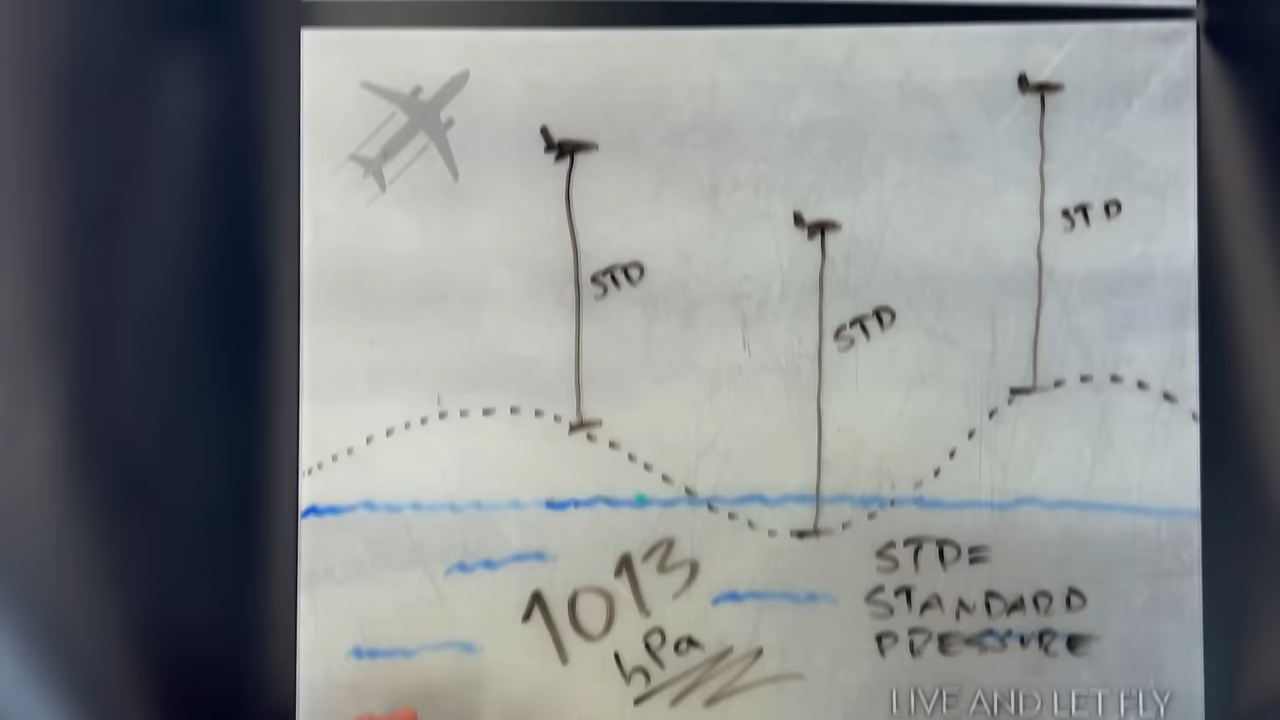 STD
STD
STD
1013
hPa
STD=
STANDARD
PRESSURE
LIVE AND LET FLY